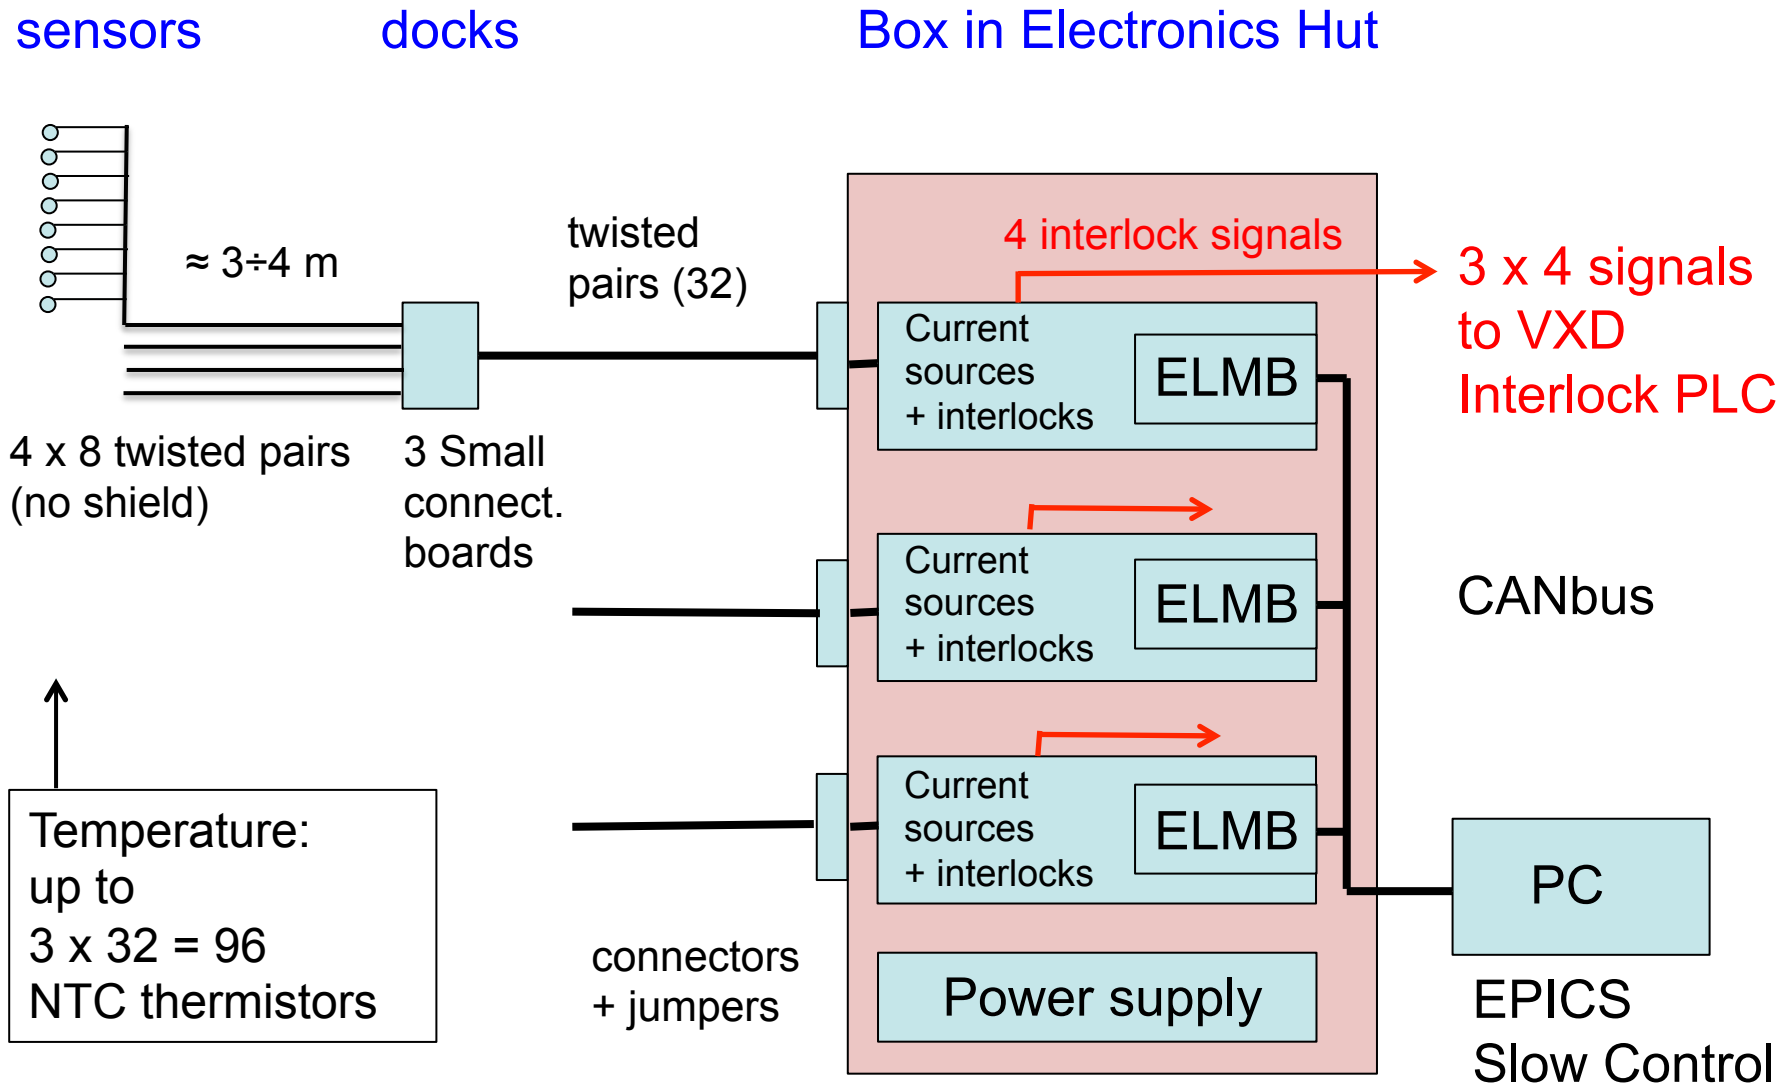 sensors
docks
Box in Electronics Hut
≈ 3÷4 m
twisted
pairs (32)
4 interlock signals
3 x 4 signals
to VXD
Interlock PLC
Current
sources
+ interlocks
ELMB
4 x 8 twisted pairs
(no shield)
3 Small
connect.
boards
Current
sources
+ interlocks
ELMB
CANbus
Current
sources
+ interlocks
ELMB
Temperature:
up to
3 x 32 = 96
NTC thermistors
connectors
+ jumpers
Power supply
PC
EPICS
Slow Control